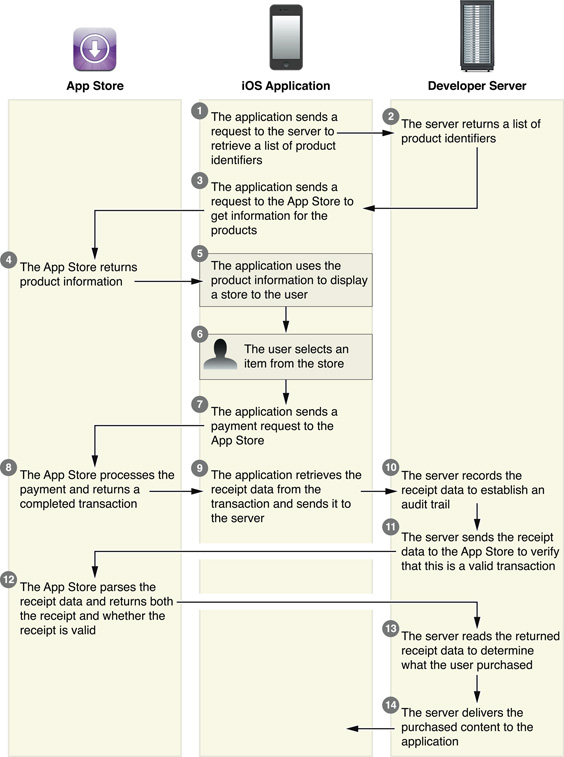 App Store
iOS Application
Developer Server
1
The application sends a
request to the server to
retrieve a list of product
identifiers
2
The server returns a list of
product identifiers
3
The application sends a
request to the App Store to
get information for the
products
4
The App Store returns
product information
5
The application uses the
product information to display
a store to the user
6
The user selects an
item from the store
7
The application sends a
payment request to the
App Store
8
The App Store processes the
payment and returns a
completed transaction
9
The application retrieves the
receipt data from the
transaction and sends it to
the server
10
The server records the
receipt data to establish an
audit trail
11
The server sends the receipt
data to the App Store to verify
that this is a valid transaction
12
The App Store parses the
receipt data and returns both
the receipt and whether the
receipt is valid
13
The server reads the returned
receipt data to determine
what the user purchased
14
The server delivers the
purchased content to the
application